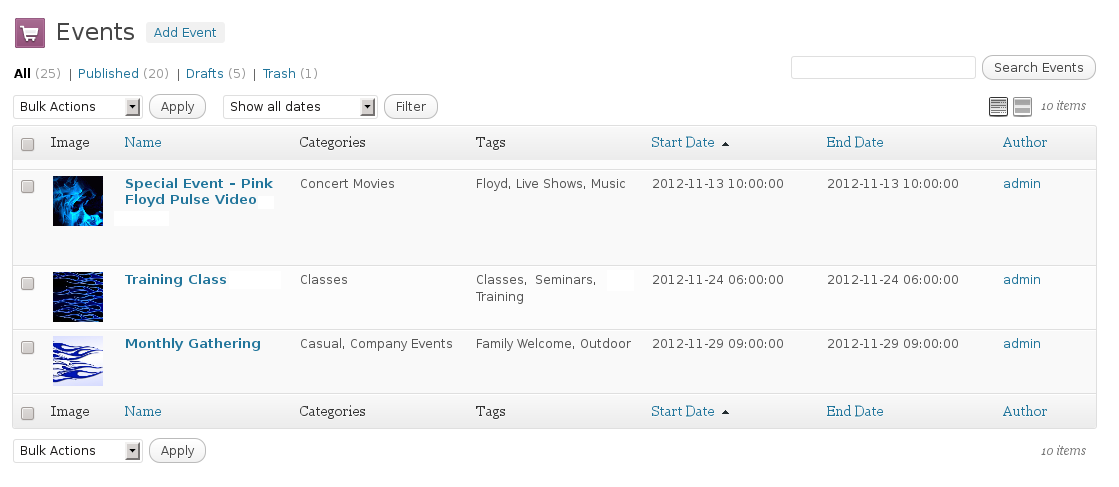 Events Add Event
All (25) | Published (20) | Drafts (5) | Trash (1)
Search Events
Bulk Actions Apply Show all dates Filter 10 items
Image Name Categories Tags Start Date End Date Author
Special Event – Pink Concert Movies Floyd, Live Shows, Music 2012-11-13 10:00:00 2012-11-13 10:00:00 admin
Floyd Pulse Video
Training Class Classes Classes, Seminars, 2012-11-24 06:00:00 2012-11-24 06:00:00 admin
Training
Monthly Gathering Casual, Company Events Family Welcome, Outdoor 2012-11-29 09:00:00 2012-11-29 09:00:00 admin
Image Name Categories Tags Start Date End Date Author
Bulk Actions Apply 10 items